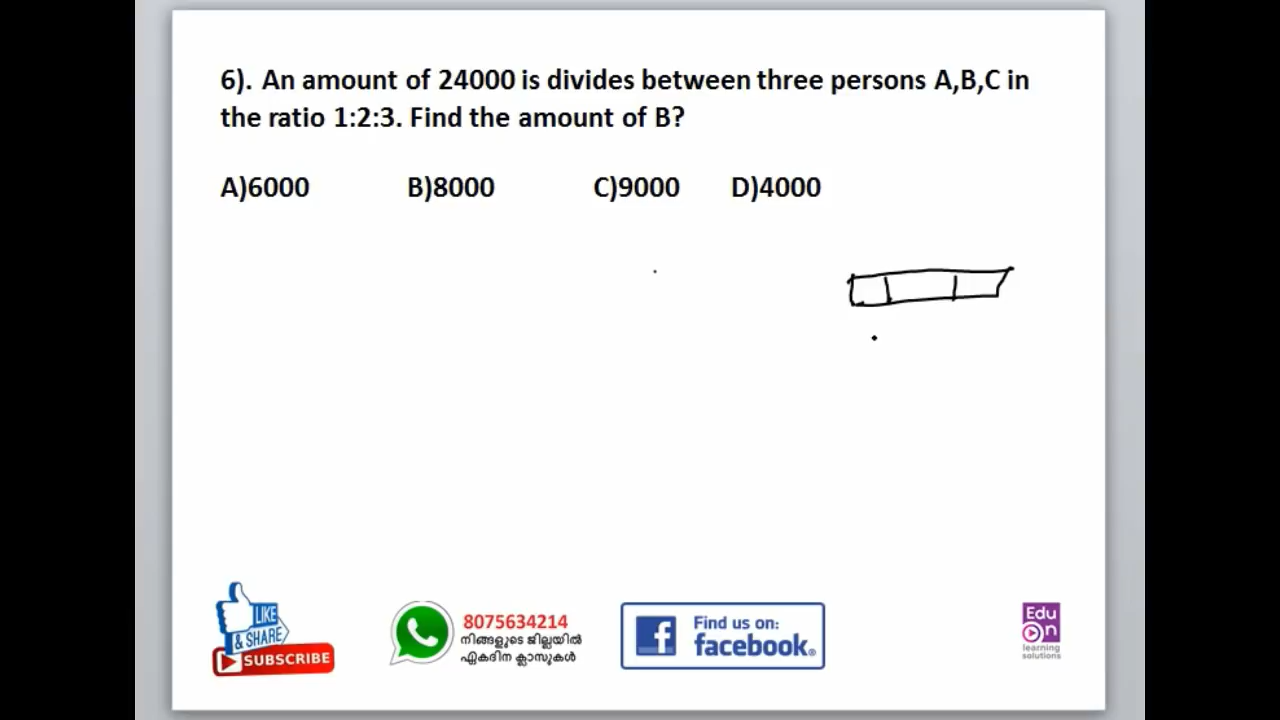 6). An amount of 24000 is divides between three persons A,B,C in
the ratio 1:2:3. Find the amount of B?
A)6000 B)8000 C)9000 D)4000
LIKE
& SHARE
SUBSCRIBE
8075634214
നിങ്ങളുടെ ജില്ലയിൽ
ഏകദിന ക്ലാസുകൾ
Find us on:
facebook®
Edu
On
learning
solutions